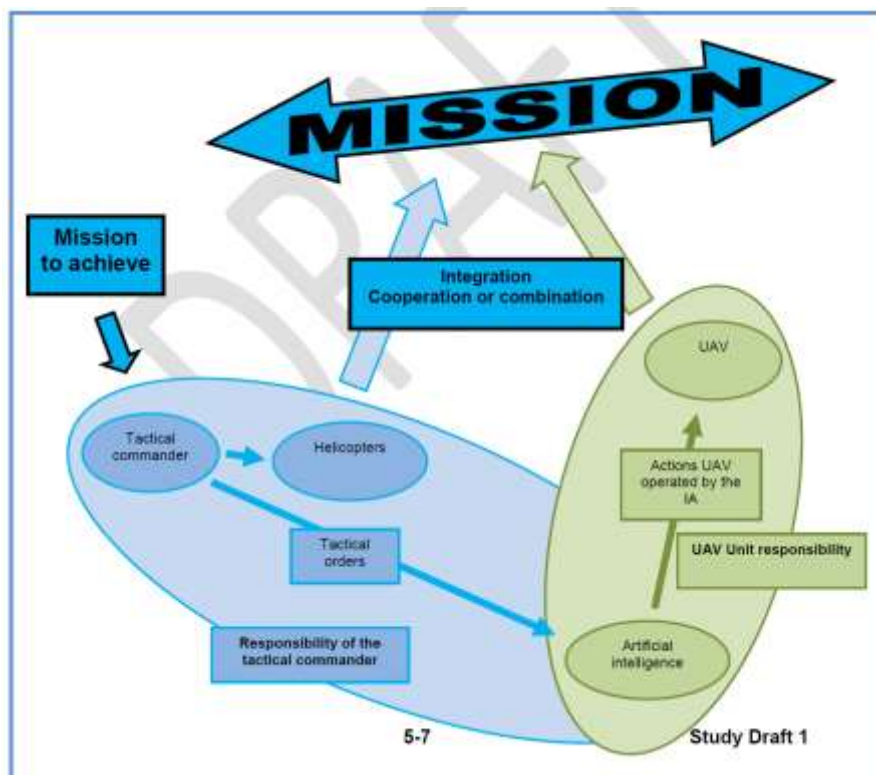 DRAFT
MISSION
Mission
to achieve
Integration
Cooperation or combination
UAV
Tactical
commander
Helicopters
Actions UAV
operated by the
IA
Tactical
orders
UAV Unit responsibility
Responsibility of the
tactical commander
Artificial
intelligence
5-7
Study Draft 1